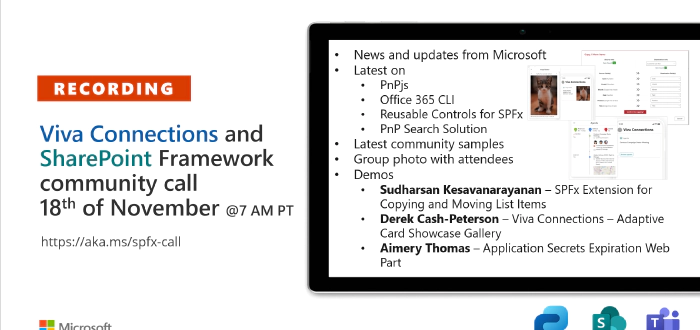 RECORDING
Viva Connections and
SharePoint Framework
community call
18th of November @7 AM PT
https://aka.ms/spfx-call
Microsoft
• News and updates from Microsoft
• Latest on
• PnPjs
• Office 365 CLI
• Reusable Controls for SPFx
• PnP Search Solution
• Latest community samples
• Group photo with attendees
• Demos
• Sudharsan Kesavanarayanan – SPFx Extension for
Copying and Moving List Items
• Derek Cash-Peterson – Viva Connections – Adaptive
Card Showcase Gallery
• Aimery Thomas – Application Secrets Expiration Web
Part
Viva Connections